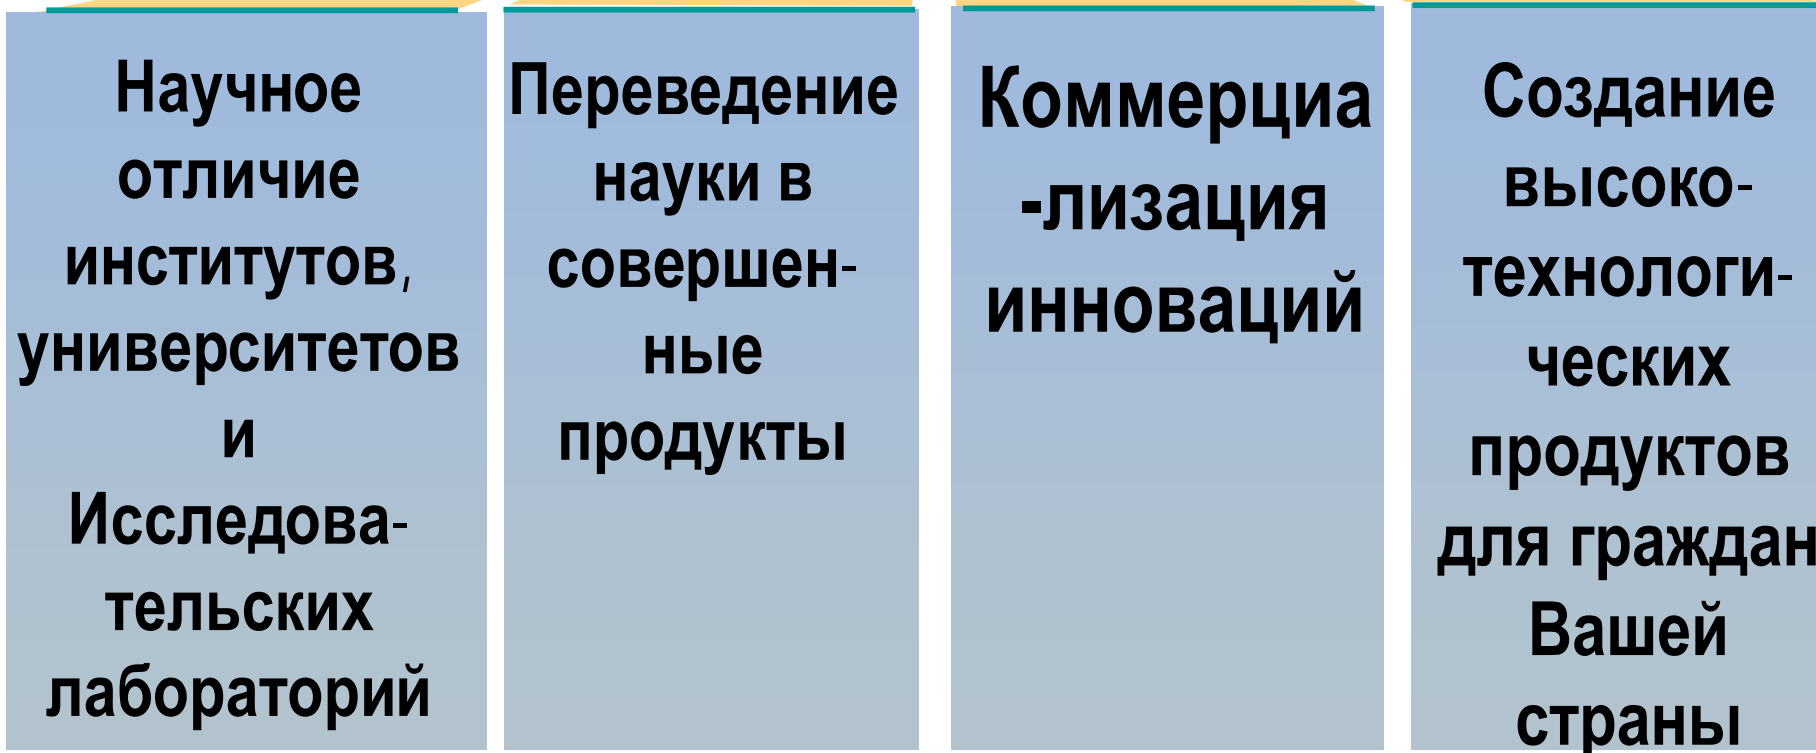 Научное
отличие
институтов,
университетов
и
Исследова-
тельских
лабораторий
Переведение
науки в
совершен-
ные
продукты
Коммерциа
-лизация
инноваций
Создание
высоко-
технологи-
ческих
продуктов
для граждан
Вашей
страны